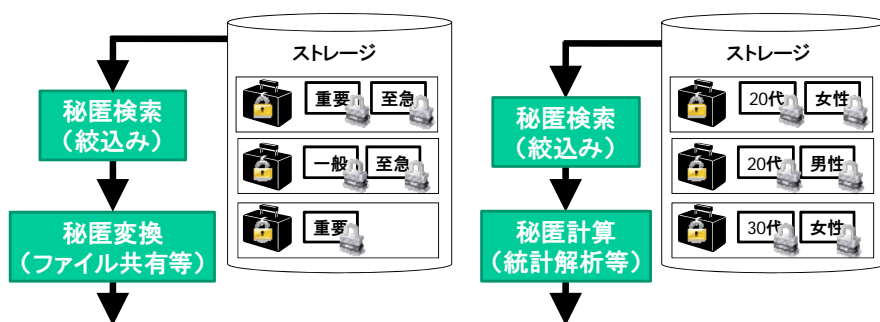 ストレージ
重要 至急
一般 至急
重要
秘匿検索
（絞込み）
秘匿変換
（ファイル共有等）
ストレージ
20代 女性
20代 男性
30代 女性
秘匿検索
（絞込み）
秘匿計算
（統計解析等）